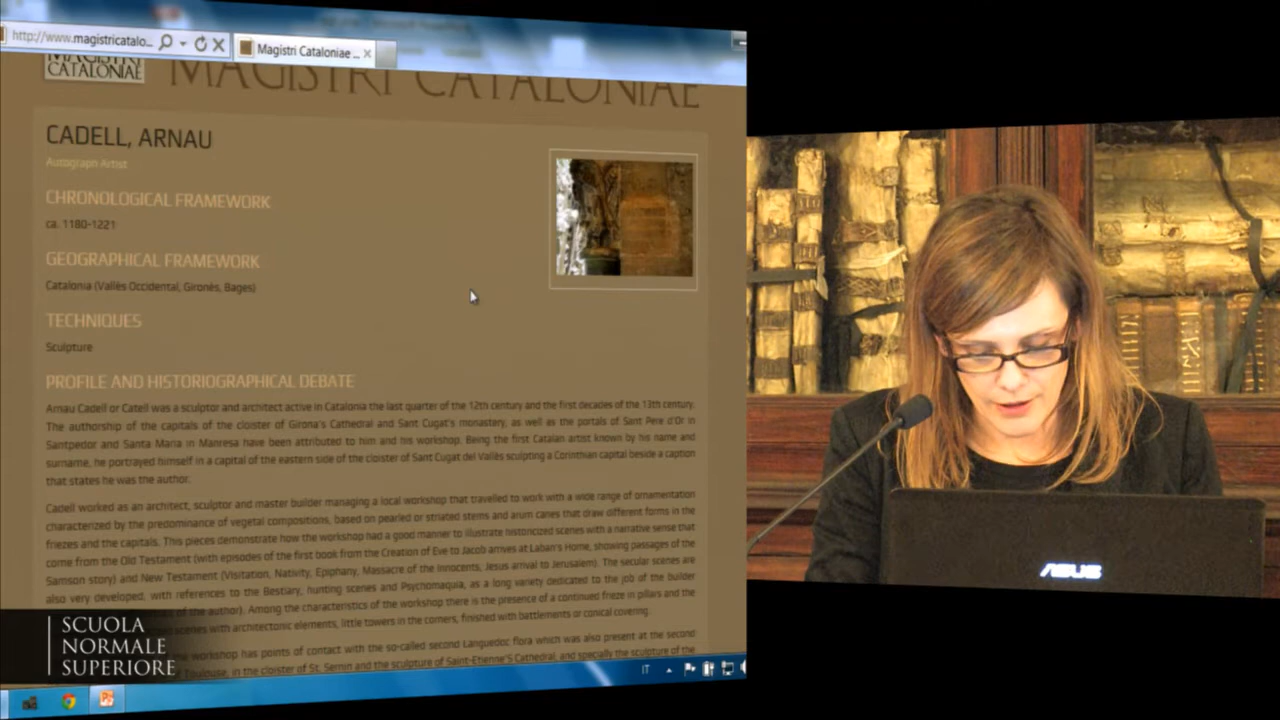 http://www.magistricatalo...
Magistri Cataloniae ...
MAGISTRI
CATALONIAE
MAGISTRI CATALONIAE
CADELL, ARNAU
Autograph Artist
CHRONOLOGICAL FRAMEWORK
ca. 1180-1221
GEOGRAPHICAL FRAMEWORK
Catalonia (Vallès Occidental, Gironès, Bages)
TECHNIQUES
Sculpture
PROFILE AND HISTORIOGRAPHICAL DEBATE
Arnau Cadell or Catell was a sculptor and architect active in Catalonia the last quarter of the 12th century and the first decades of the 13th century.
The authorship of the capitals of the cloister of Girona's Cathedral and Sant Cugat's monastery, as well as the portals of Sant Pere d'Or in
Santpedor and Santa Maria in Manresa have been attributed to him and his workshop. Being the first Catalan artist known by his name and
surname, he portrayed himself in a capital of the eastern side of the cloister of Sant Cugat del Vallès sculpting a Corinthian capital beside a caption
that states he was the author.
Cadell worked as an architect, sculptor and master builder managing a local workshop that travelled to work with a wide range of ornamentation
characterized by the predominance of vegetal compositions, based on pearled or striated stems and arum canes that draw different forms in the
friezes and the capitals. This pieces demonstrate how the workshop had a good manner to illustrate historicized scenes with a narrative sense that
come from the Old Testament (with episodes of the first book from the Creation of Eve to Jacob arrives at Laban's Home, showing passages of the
Samson story) and New Testament (Visitation, Nativity, Epiphany, Massacre of the Innocents, Jesus arrival to Jerusalem). The secular scenes are
also very developed, with references to the Bestiary, hunting scenes and Psychomaquia, as a long variety dedicated to the job of the builder
of the author). Among the characteristics of the workshop there is the presence of a continued frieze in pillars and the
scenes with architectonic elements, little towers in the corners, finished with battlements or conical covering.
workshop has points of contact with the so-called second Languedoc flora which was also present at the second
Toulouse, in the cloister of St. Sernin and the sculpture of Saint-Etienne'S Cathedral, and specially the sculpture of the
SCUOLA
NORMALE
SUPERIORE
IT
ASUS